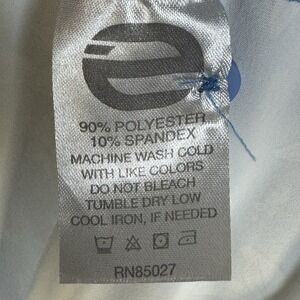 90% POLYESTER
10% SPANDEX
MACHINE WASH COLD
WITH LIKE COLORS
DO NOT BLEACH
TUMBLE DRY LOW
COOL IRON, IF NEEDED
RN85027